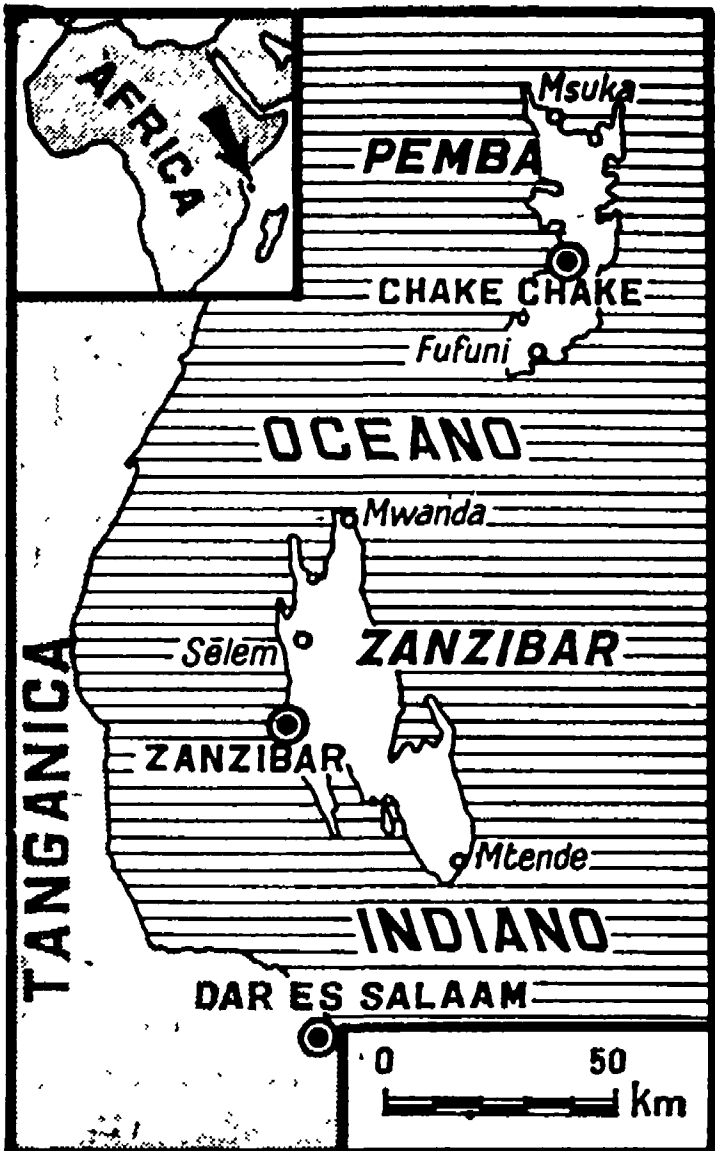 AFRICA
Msuka
PEMBA
CHAKE CHAKE
Fufuni
OCEANO
Mwanda
Sēlem
ZANZIBAR
ZANZIBAR
TANGANICA
Mtende
INDIANO
DAR ES SALAAM
0 50
Km